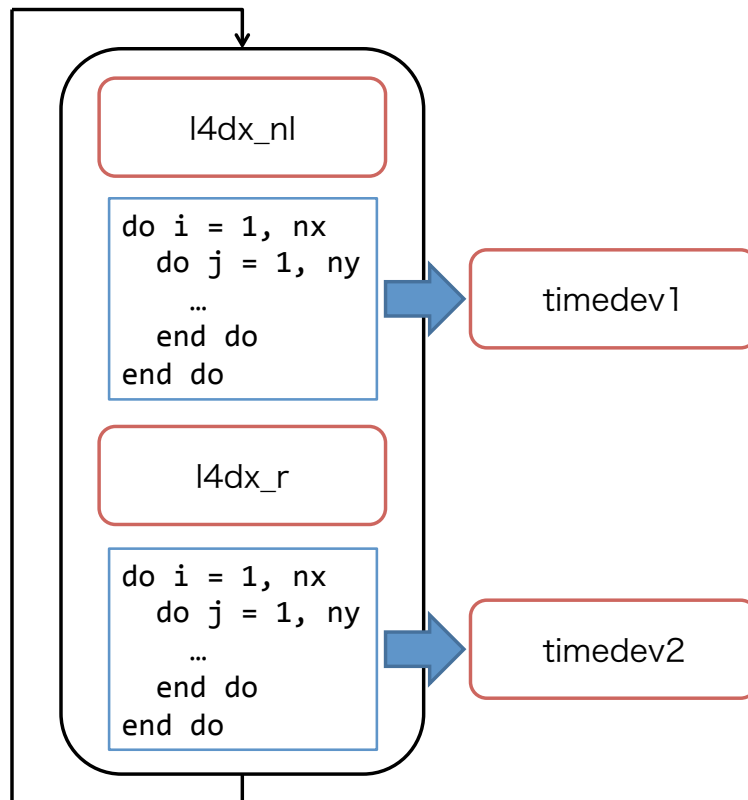 l4dx_nl
do i = 1, nx
do j = 1, ny
…
end do
end do
timedev1
l4dx_r
do i = 1, nx
do j = 1, ny
…
end do
end do
timedev2